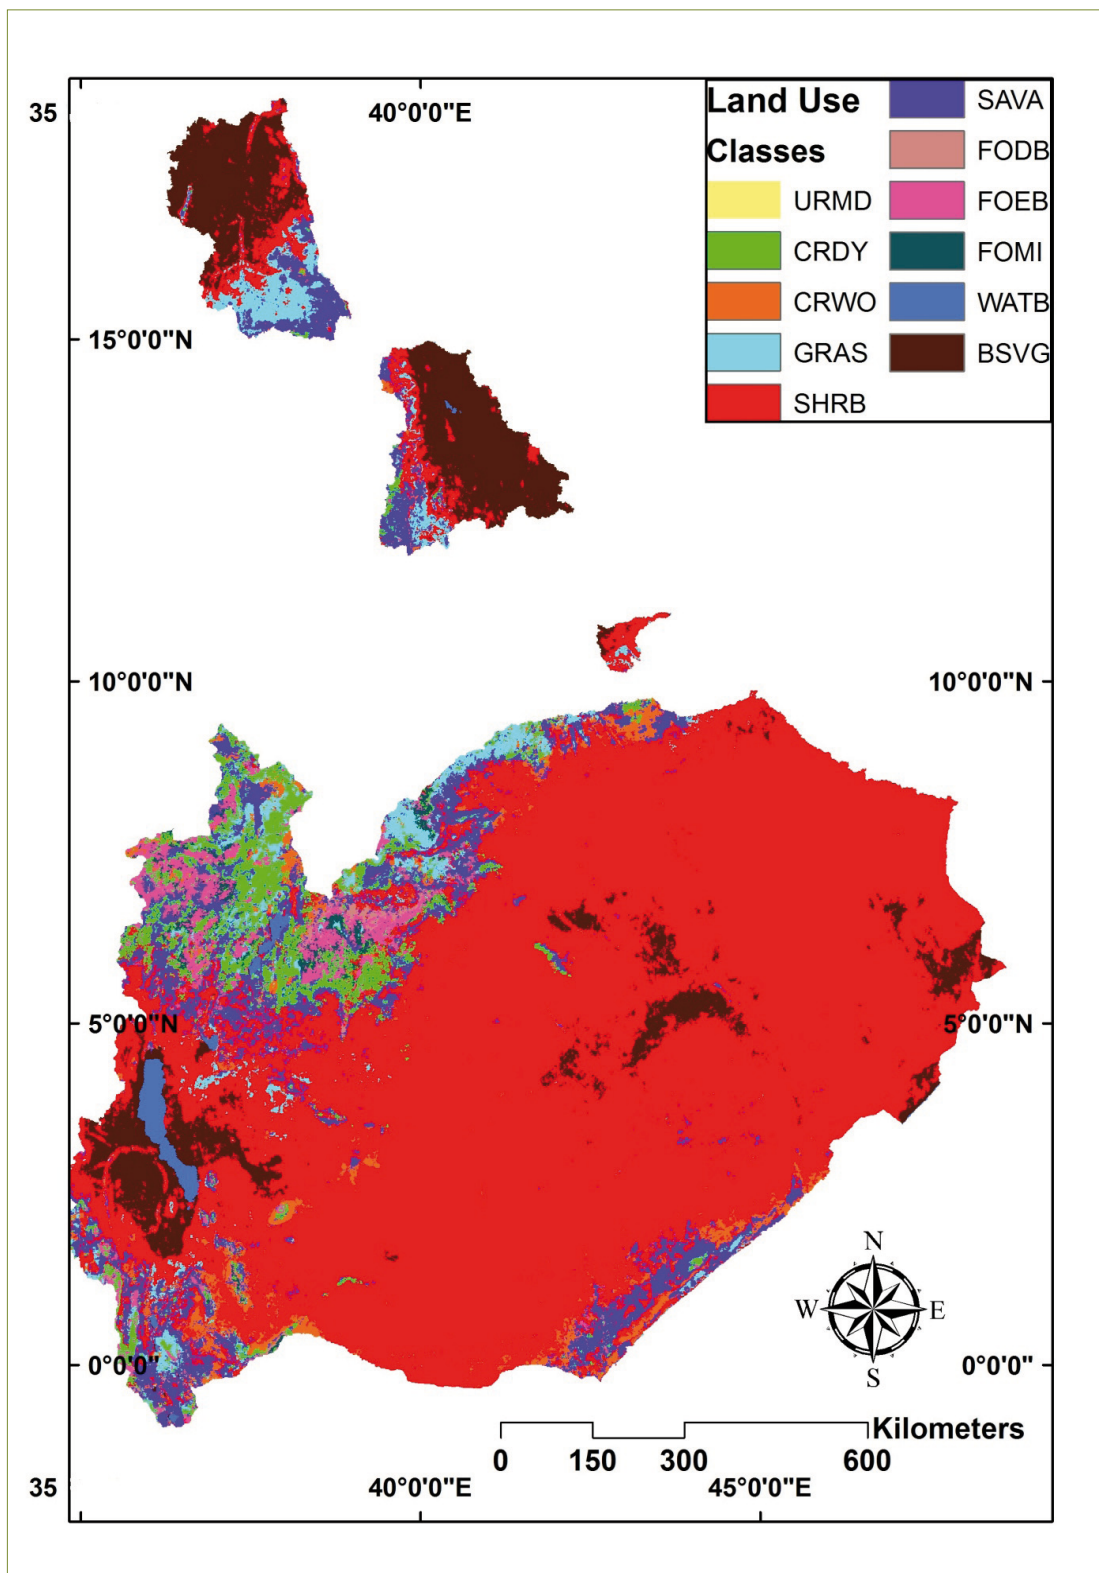 35
40°0'0"E
Land Use
Classes
URMD
CRDY
CRWO
GRAS
SHRB
SAVA
FODB
FOEB
FOMI
WATB
BSVG
15°0'0"N
10°0'0"N
10°0'0"N
5°0'0"N
5°0'0"N
N
W
E
S
0°0'0"
0°0'0"
Kilometers
0
150
300
600
35
40°0'0"E
45°0'0"E